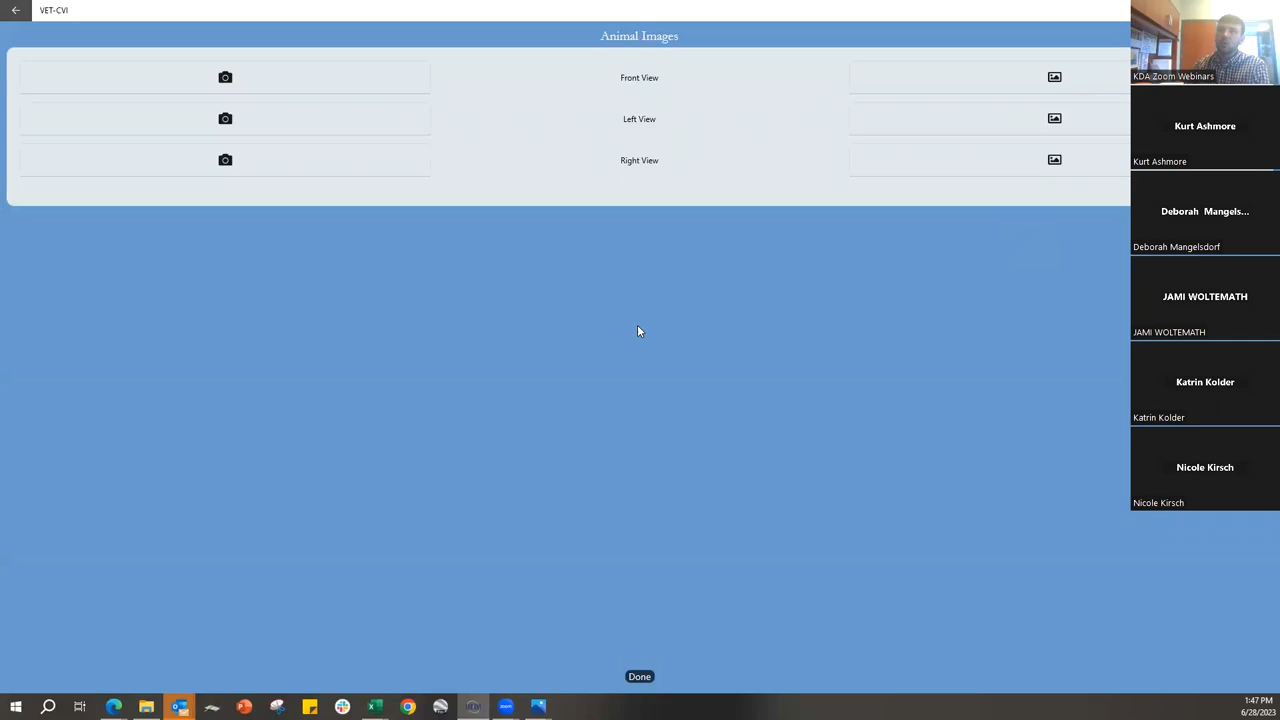 VET-CVI
Animal Images
Front View
Left View
Right View
Done
KDA Zoom Webinars
Kurt Ashmore
Kurt Ashmore
Deborah Mangels...
Deborah Mangelsdorf
JAMI WOLTEMATH
JAMI WOLTEMATH
Katrin Kolder
Katrin Kolder
Nicole Kirsch
Nicole Kirsch
1:47 PM
6/28/2023